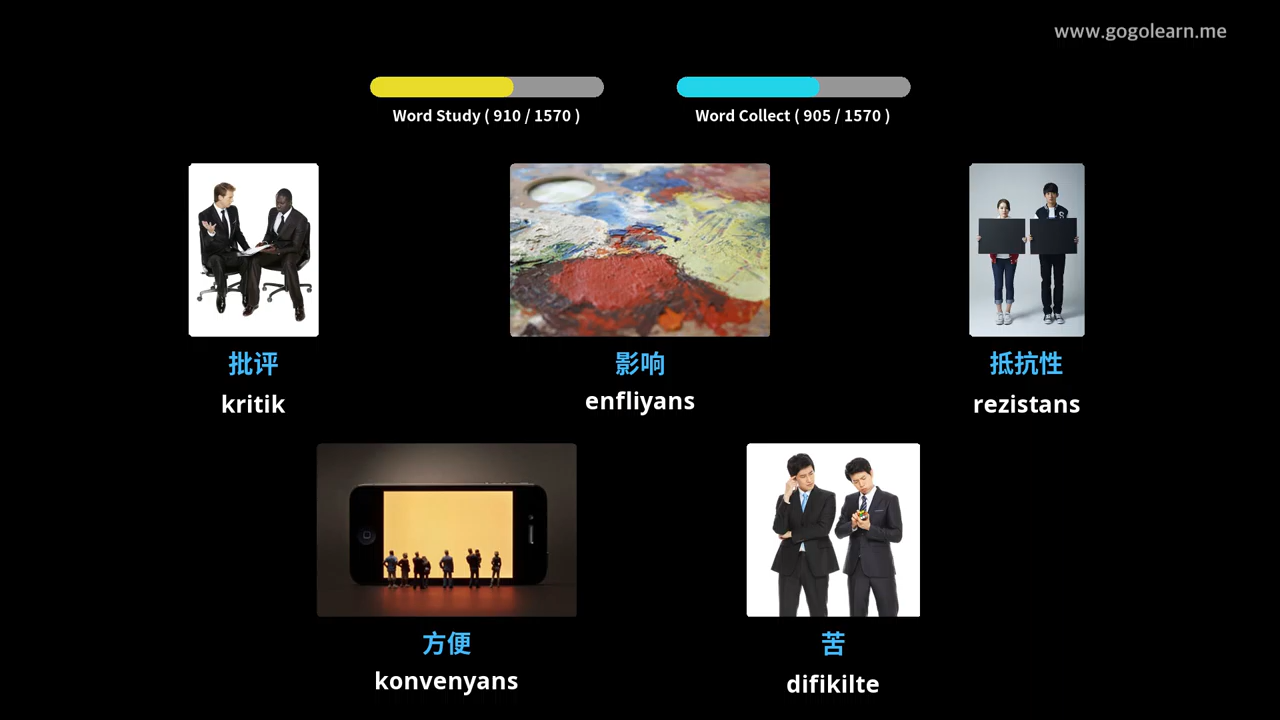 www.gogolearn.me
Word Study ( 910 / 1570 )
Word Collect ( 905 / 1570 )
批评
kritik
影响
enfliyans
抵抗性
rezistans
方便
konvenyans
苦
difikilte